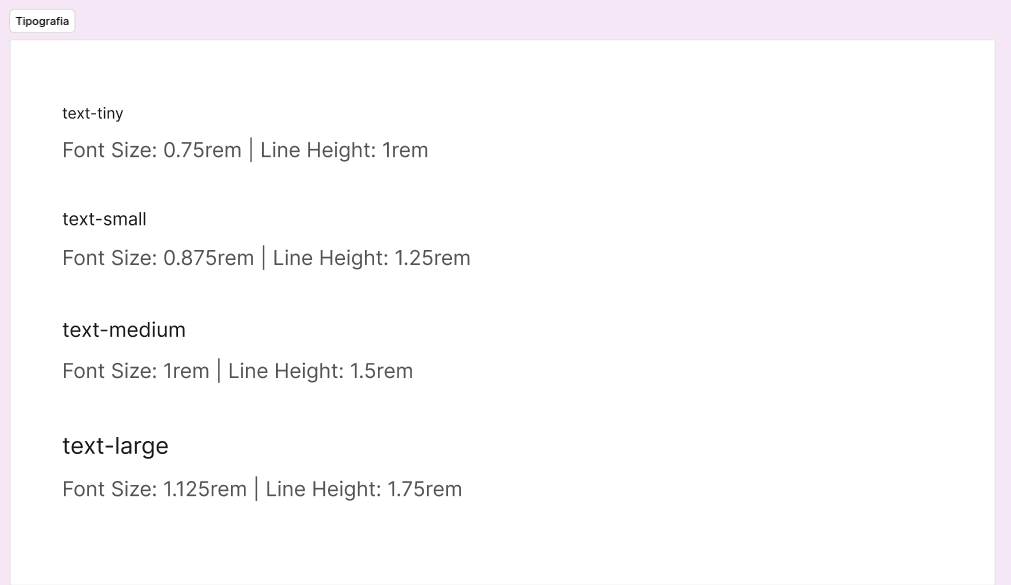 Tipografia
text-tiny
Font Size: 0.75rem | Line Height: 1rem
text-small
Font Size: 0.875rem | Line Height: 1.25rem
text-medium
Font Size: 1rem | Line Height: 1.5rem
text-large
Font Size: 1.125rem | Line Height: 1.75rem